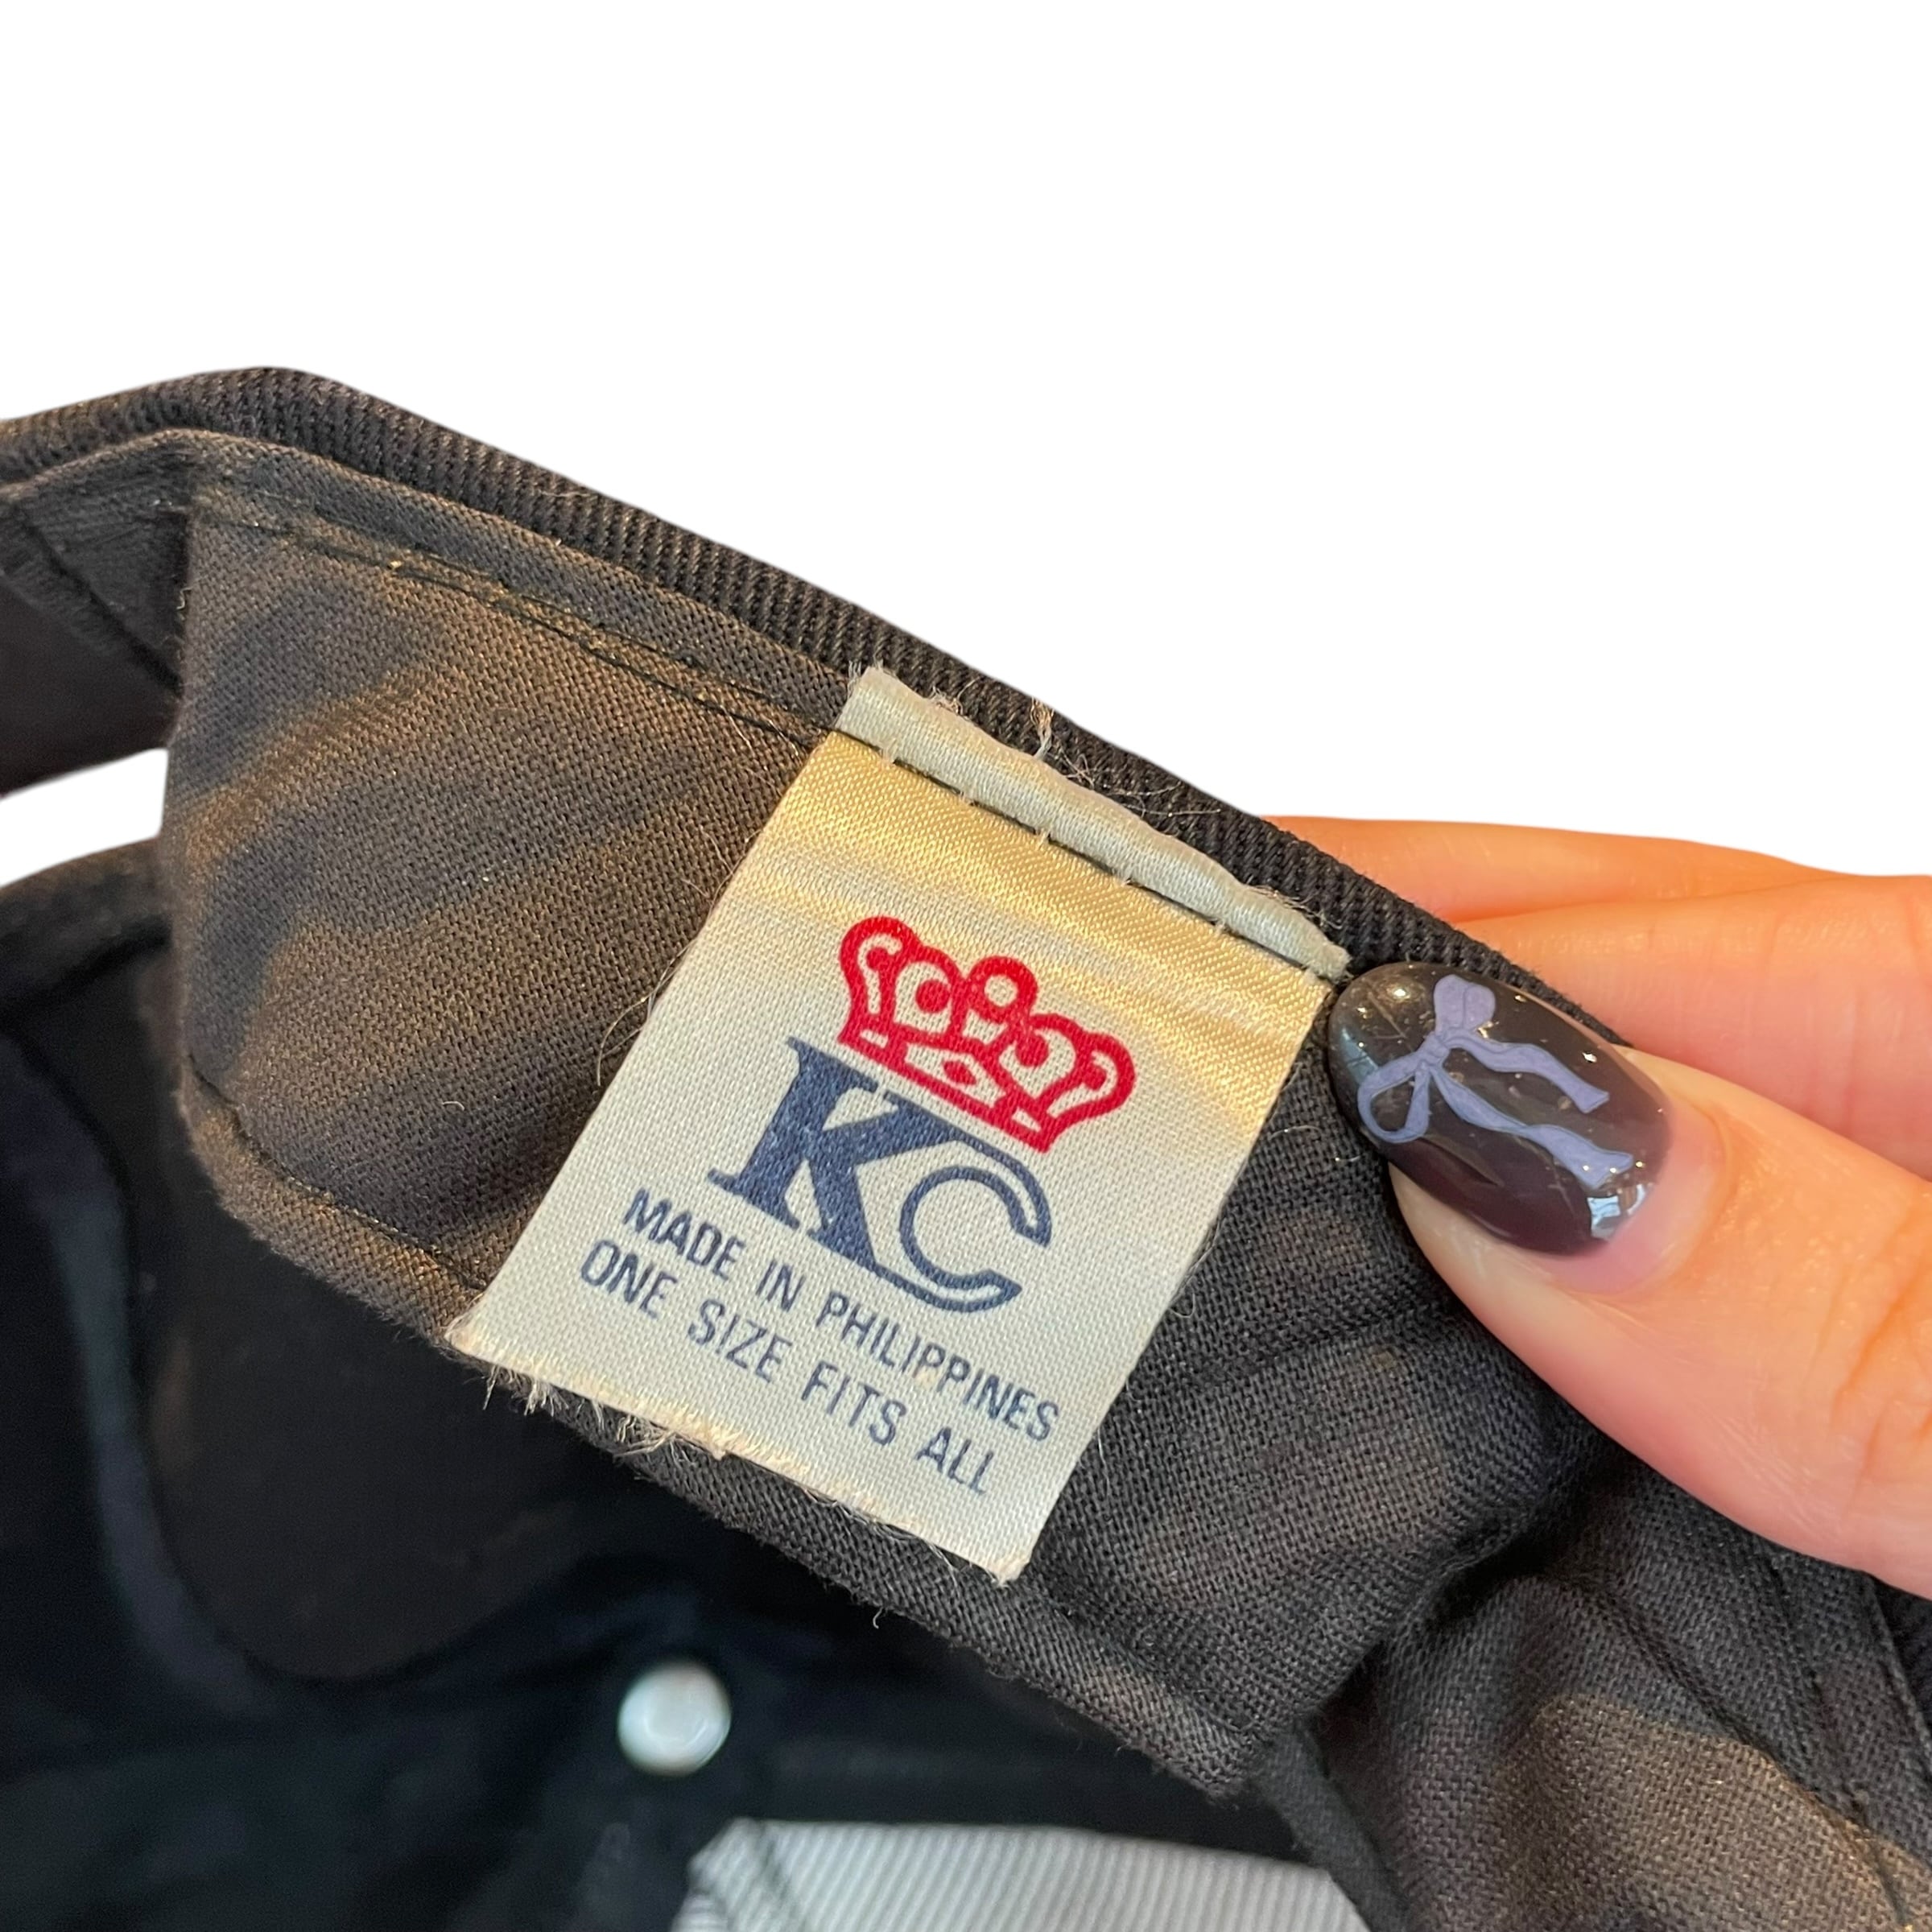 KC
MADE IN PHILIPPINES
ONE SIZE FITS ALL